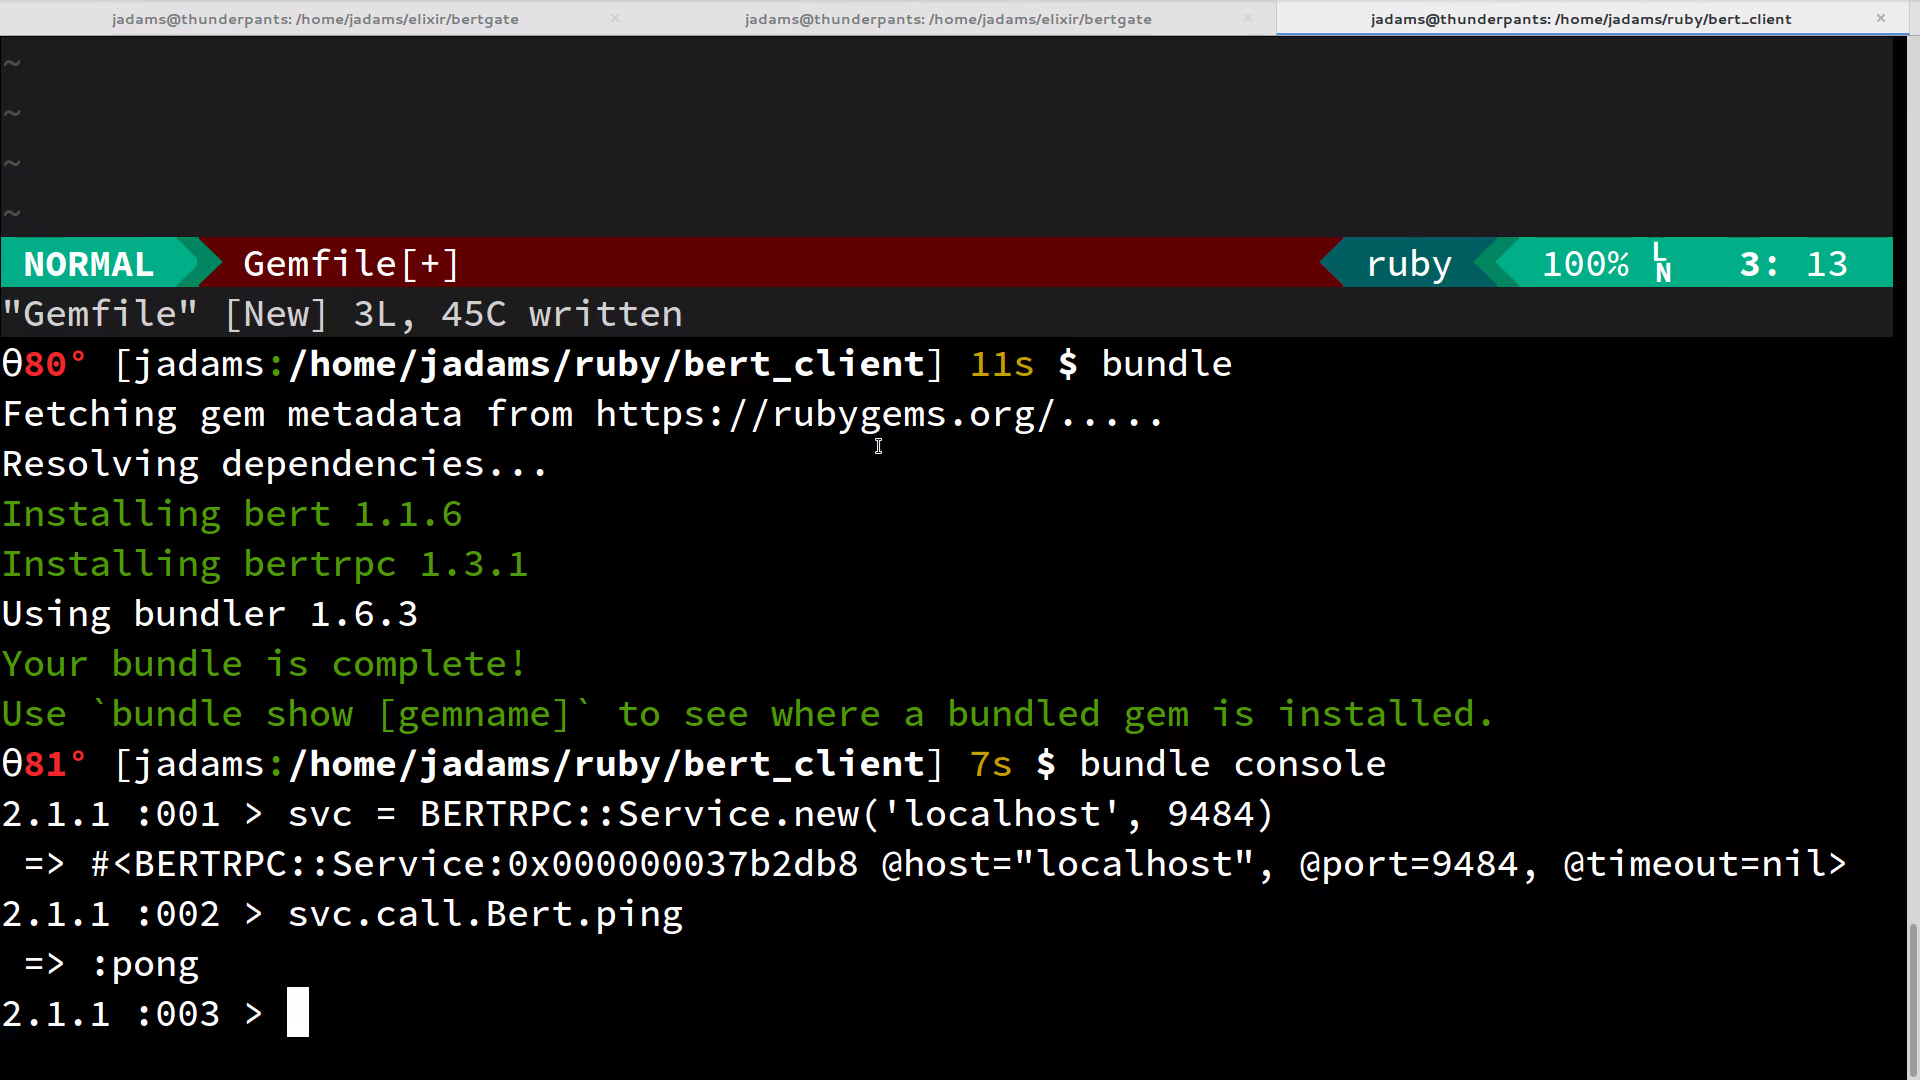 jadams@thunderpants: /home/jadams/elixir/bertgate × jadams@thunderpants: /home/jadams/elixir/bertgate × jadams@thunderpants: /home/jadams/ruby/bert_client ×
~
~
~
~
NORMAL Gemfile[+] ruby 100% LN 3: 13
"Gemfile" [New] 3L, 45C written
θ80° [jadams:/home/jadams/ruby/bert_client] 11s $ bundle
Fetching gem metadata from https://rubygems.org/.....
Resolving dependencies...
Installing bert 1.1.6
Installing bertrpc 1.3.1
Using bundler 1.6.3
Your bundle is complete!
Use `bundle show [gemname]` to see where a bundled gem is installed.
θ81° [jadams:/home/jadams/ruby/bert_client] 7s $ bundle console
2.1.1 :001 > svc = BERTRPC::Service.new('localhost', 9484)
 => #<BERTRPC::Service:0x000000037b2db8 @host="localhost", @port=9484, @timeout=nil>
2.1.1 :002 > svc.call.Bert.ping
 => :pong
2.1.1 :003 >